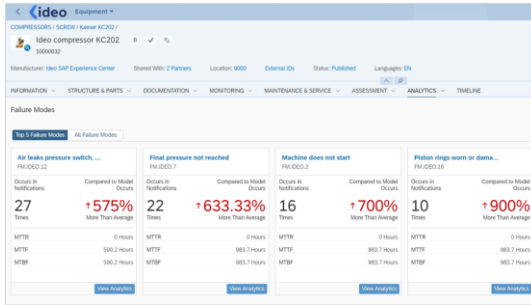 ideo Equipment
COMPRESSORS / SCREW / Kaeser KC202 /
Ideo compressor KC202
10000032
Manufacturer: Ideo SAP Experience Center Shared With: 2 Partners Location: 9000 External IDs Status: Published Languages: EN
INFORMATION STRUCTURE & PARTS DOCUMENTATION MONITORING MAINTENANCE & SERVICE ASSESSMENT ANALYTICS TIMELINE
Failure Modes
Top 5 Failure Modes All Failure Modes
Air leaks pressure switch, ...
FM.IDEO.12
Occurs in Notifications
Compared to Model Occurs
27 Times
↑575% More Than Average
MTTR 0 Hours
MTTF 590.2 Hours
MTBF 590.2 Hours
View Analytics
Final pressure not reached
FM.IDEO.7
Occurs in Notifications
Compared to Model Occurs
22 Times
↑633.33% More Than Average
MTTR 0 Hours
MTTF 983.7 Hours
MTBF 983.7 Hours
View Analytics
Machine does not start
FM.IDEO.2
Occurs in Notifications
Compared to Model Occurs
16 Times
↑700% More Than Average
MTTR 0 Hours
MTTF 983.7 Hours
MTBF 983.7 Hours
View Analytics
Piston rings worn or dama...
FM.IDEO.16
Occurs in Notifications
Compared to Model Occurs
10 Times
↑900% More Than Average
MTTR 0 Hours
MTTF 983.7 Hours
MTBF 983.7 Hours
View Analytics